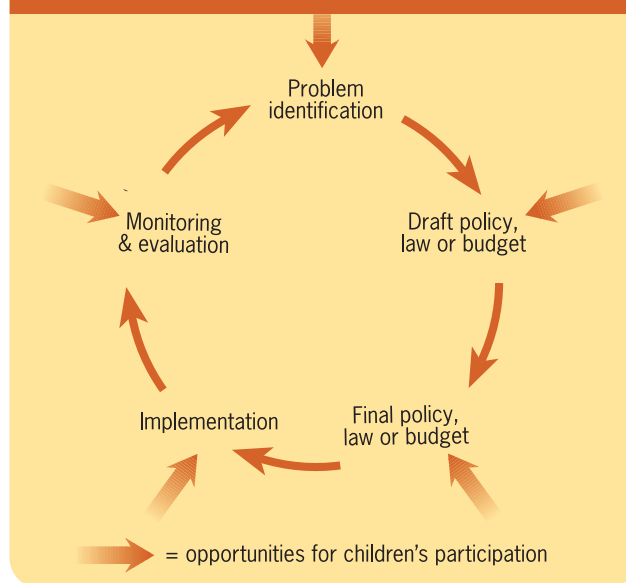 Problem
identification
Draft policy,
law or budget
Final policy,
law or budget
Implementation
Monitoring
& evaluation
= opportunities for children's participation